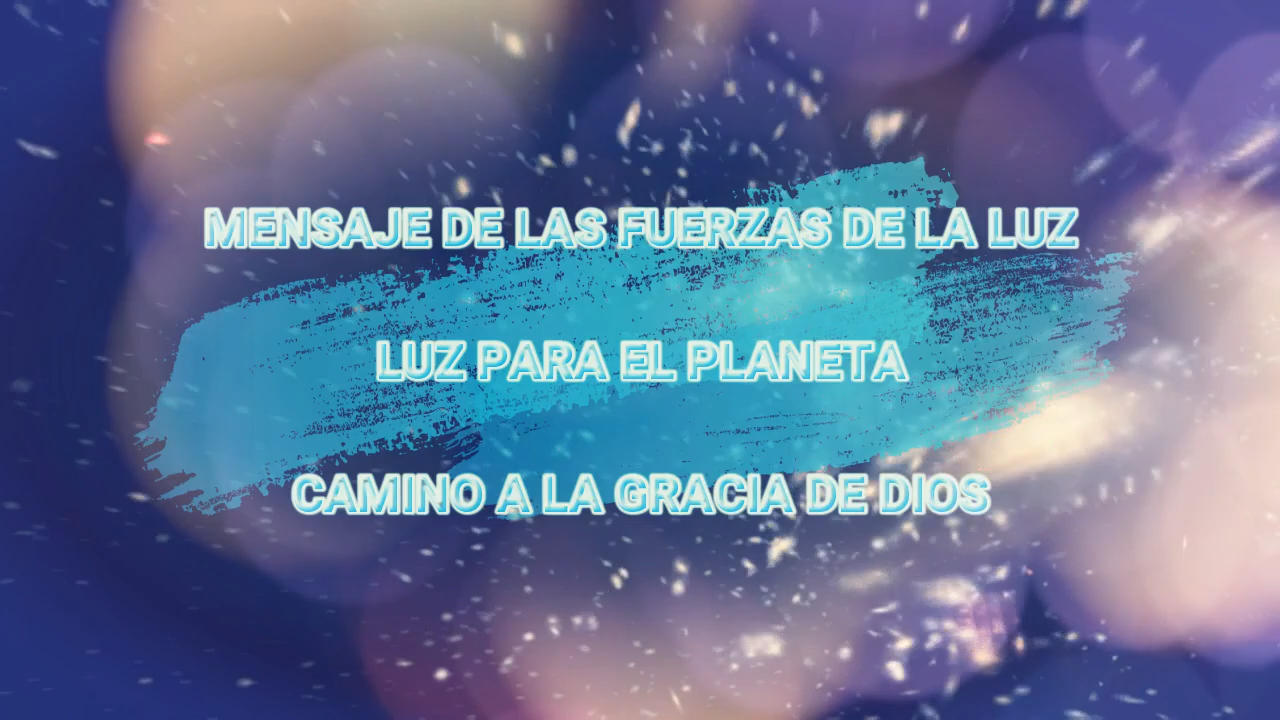 MENSAJE DE LAS FUERZAS DE LA LUZ
LUZ PARA EL PLANETA
CAMINO A LA GRACIA DE DIOS